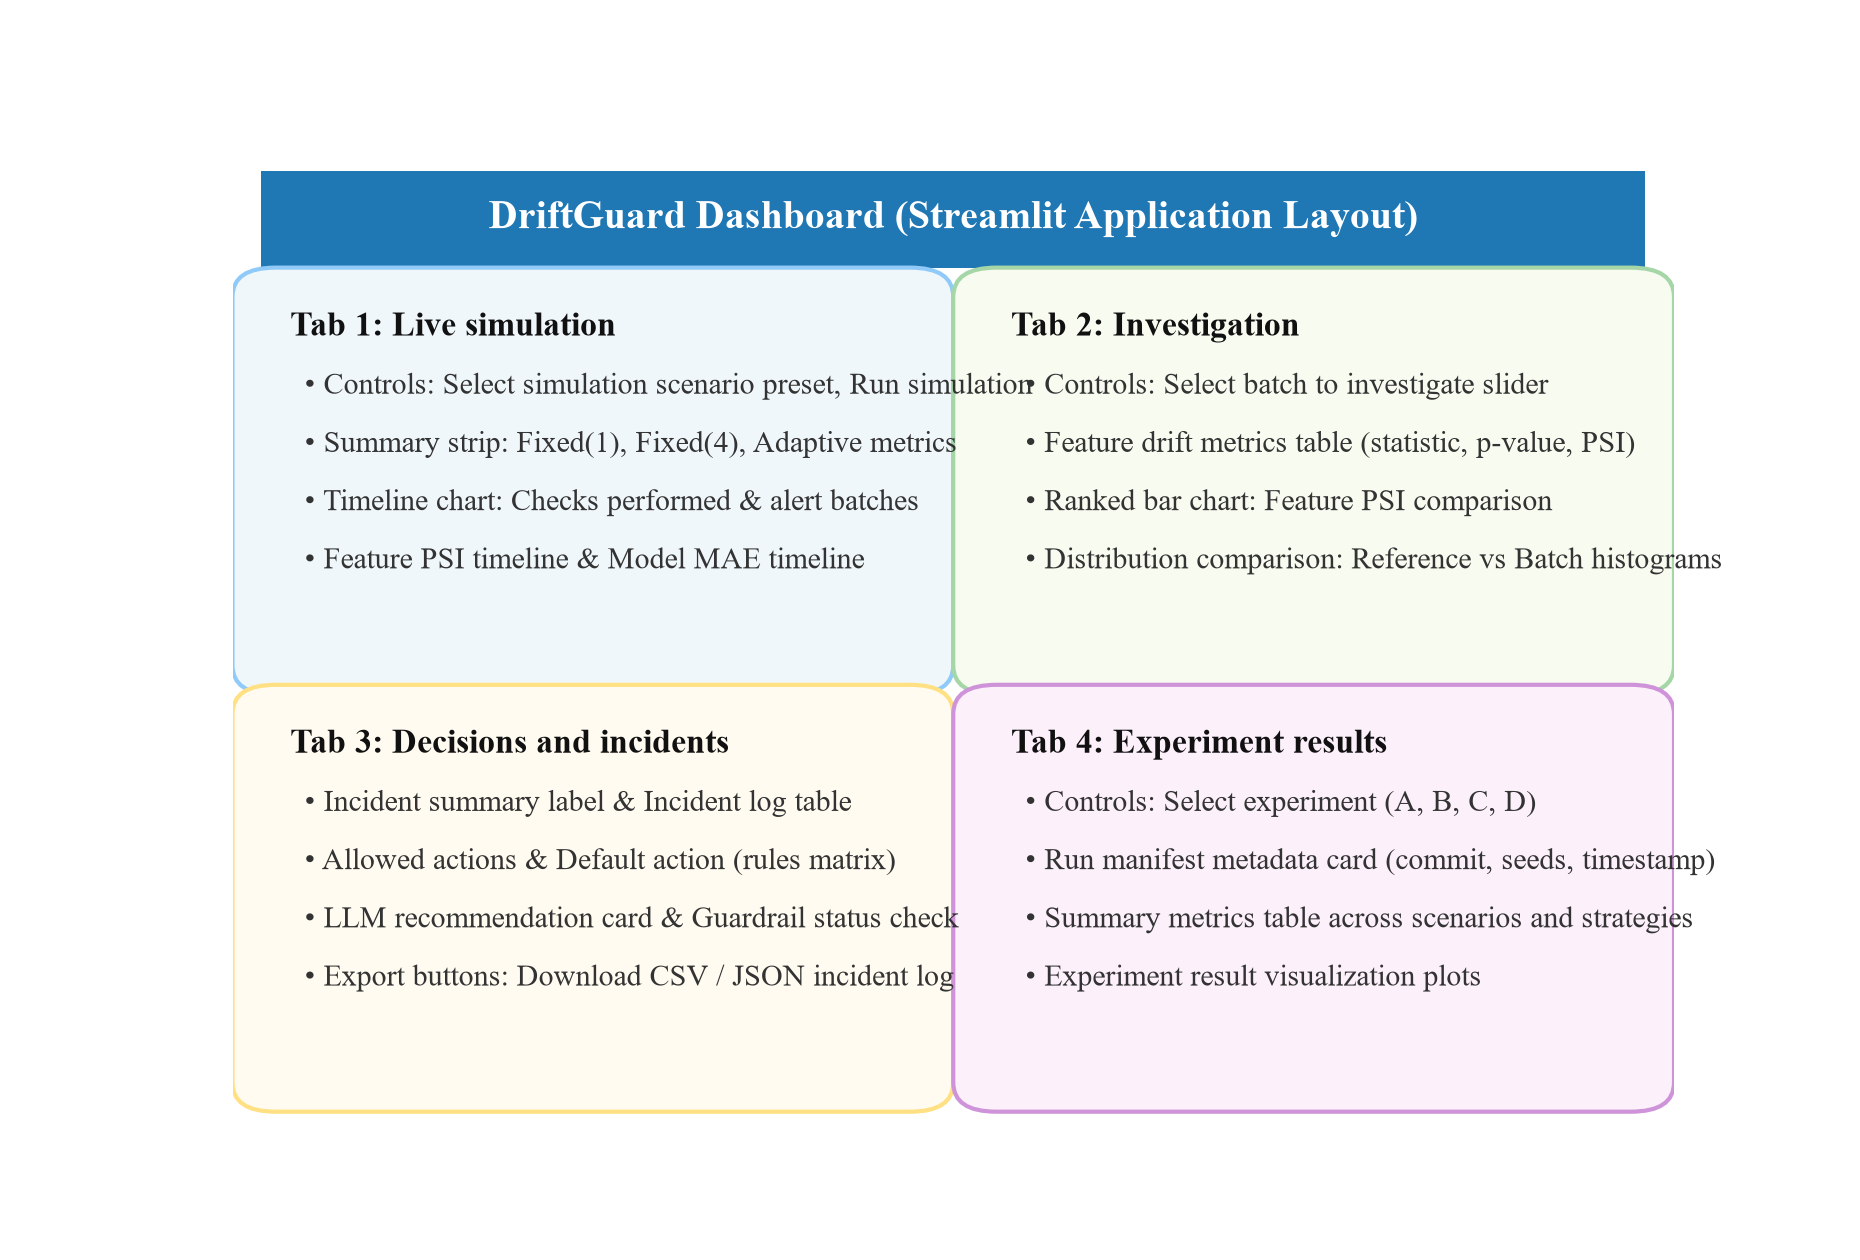 DriftGuard Dashboard (Streamlit Application Layout)
Tab 1: Live simulation
• Controls: Select simulation scenario preset, Run simulation
• Summary strip: Fixed(1), Fixed(4), Adaptive metrics
• Timeline chart: Checks performed & alert batches
• Feature PSI timeline & Model MAE timeline
Tab 2: Investigation
• Controls: Select batch to investigate slider
• Feature drift metrics table (statistic, p-value, PSI)
• Ranked bar chart: Feature PSI comparison
• Distribution comparison: Reference vs Batch histograms
Tab 3: Decisions and incidents
• Incident summary label & Incident log table
• Allowed actions & Default action (rules matrix)
• LLM recommendation card & Guardrail status check
• Export buttons: Download CSV / JSON incident log
Tab 4: Experiment results
• Controls: Select experiment (A, B, C, D)
• Run manifest metadata card (commit, seeds, timestamp)
• Summary metrics table across scenarios and strategies
• Experiment result visualization plots